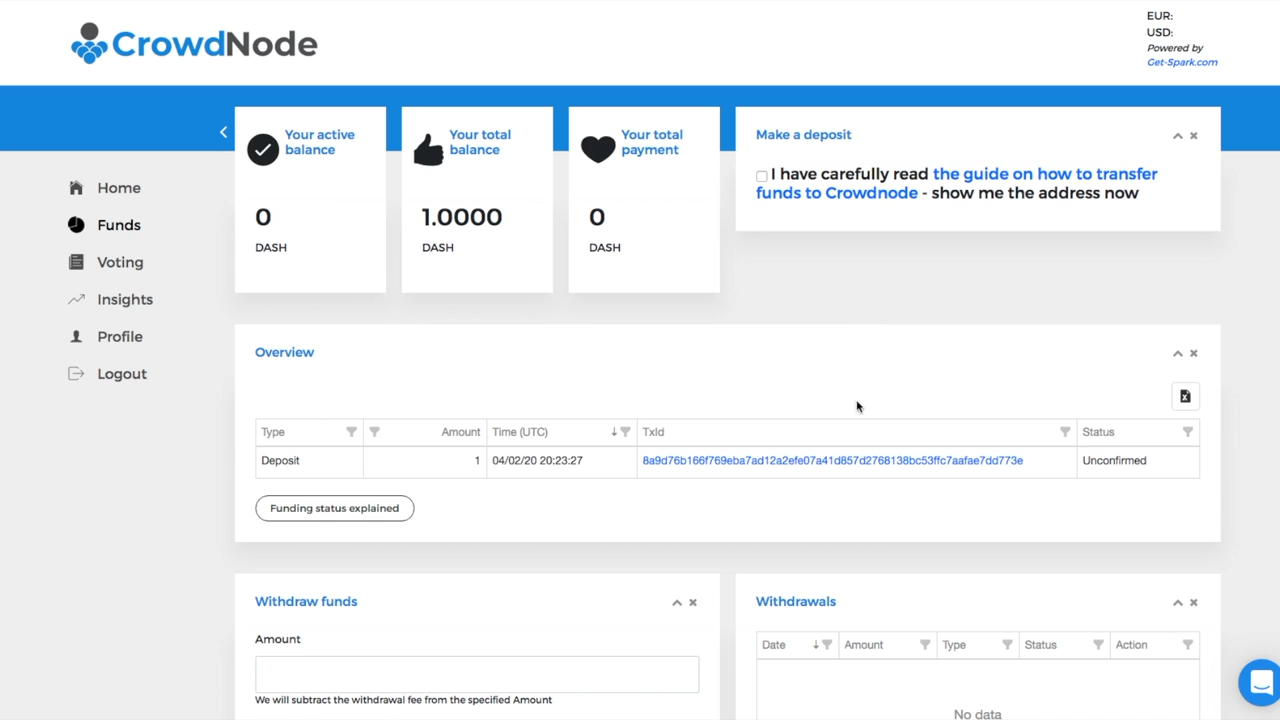 CrowdNode
EUR:
USD:
Powered by
Get-Spark.com
Home
Funds
Voting
Insights
Profile
Logout
Your active
balance
0
DASH
Your total
balance
1.0000
DASH
Your total
payment
0
DASH
Make a deposit
I have carefully read the guide on how to transfer
funds to Crowdnode - show me the address now
Overview
Type Amount Time (UTC) TxId Status
Deposit 1 04/02/20 20:23:27 8a9d76b166f769eba7ad12a2efe07a41d857d2768138bc53ffc7aafae7dd773e Unconfirmed
Funding status explained
Withdraw funds
Amount
We will subtract the withdrawal fee from the specified Amount
Withdrawals
Date Amount Type Status Action
No data